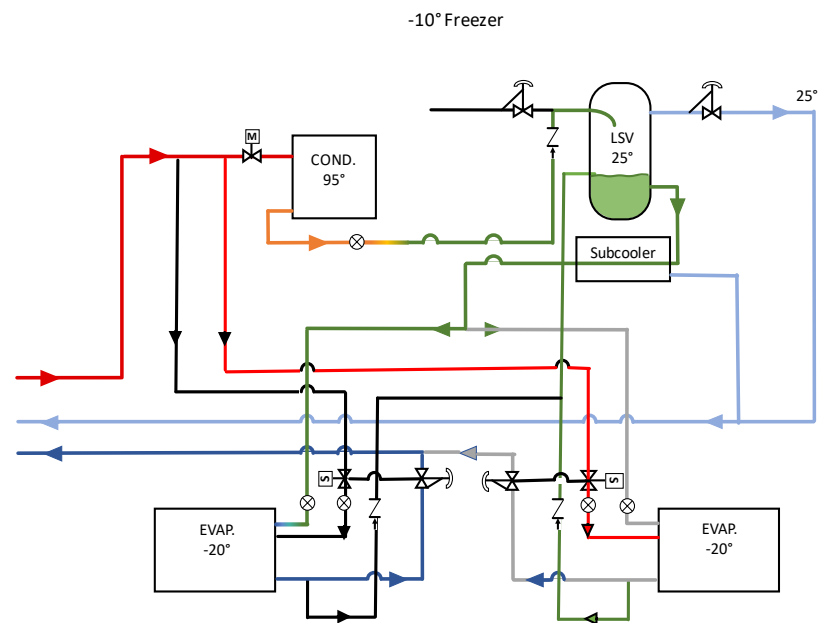 -10° Freezer
25°
LSV
25°
M
COND.
95°
Subcooler
S
S
EVAP.
-20°
EVAP.
-20°